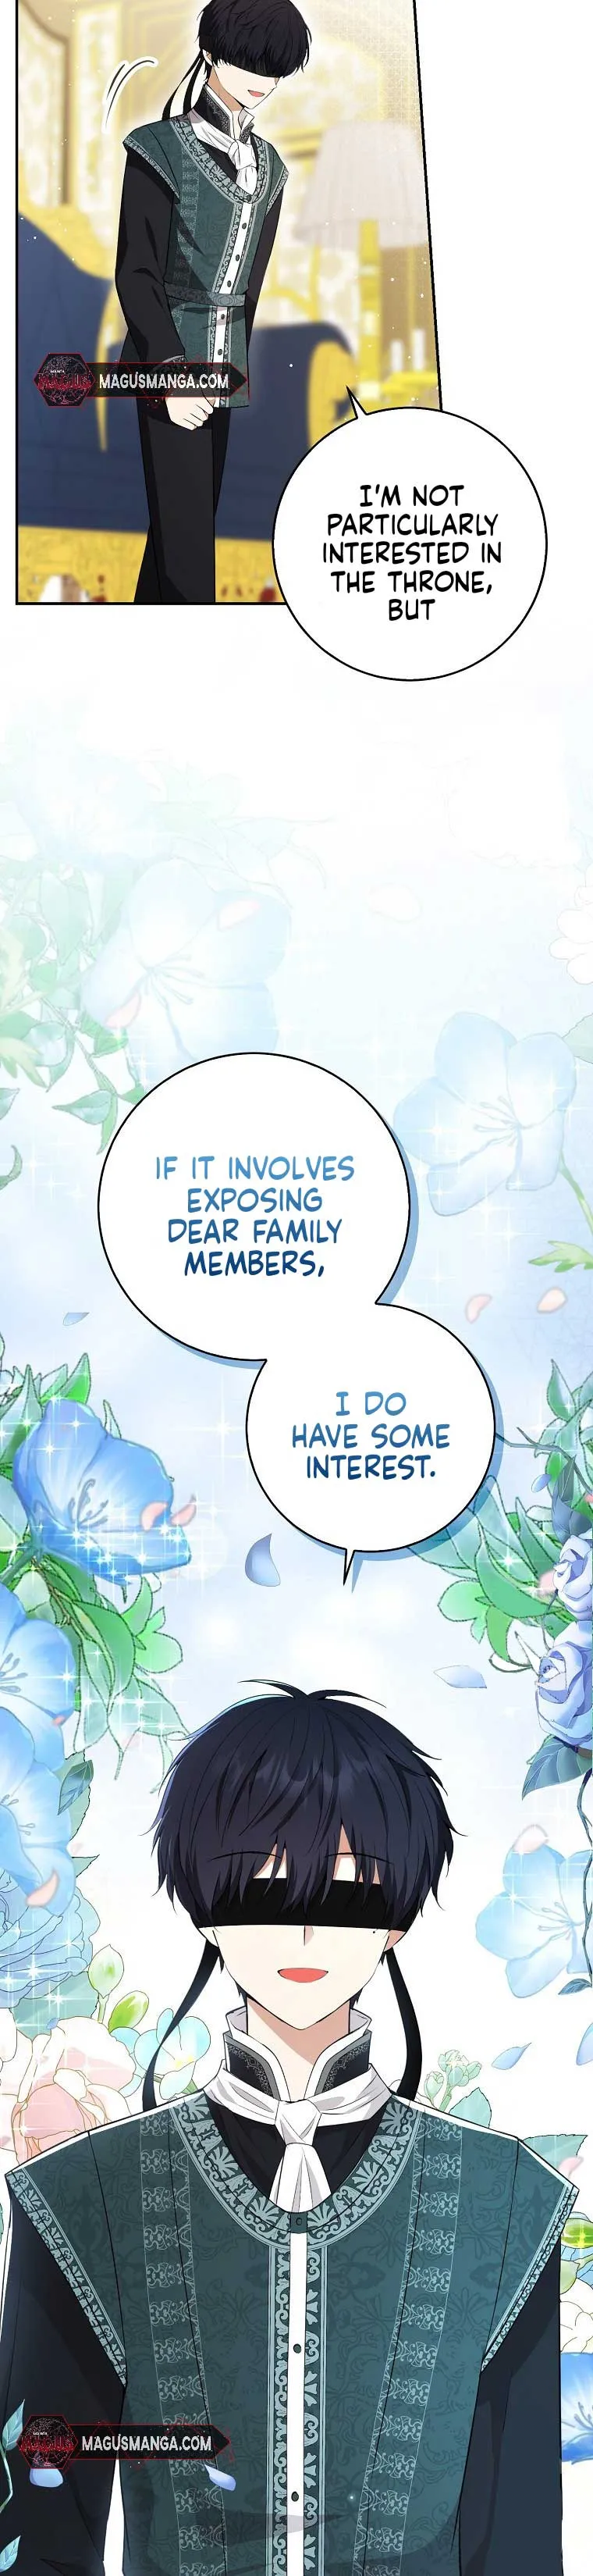 MAGUSMANGA.COM
I'M NOT
PARTICULARLY
INTERESTED IN
THE THRONE,
BUT
IF IT INVOLVES
EXPOSING
DEAR FAMILY
MEMBERS,
I DO
HAVE SOME
INTEREST.
MAGUSMANGA.COM